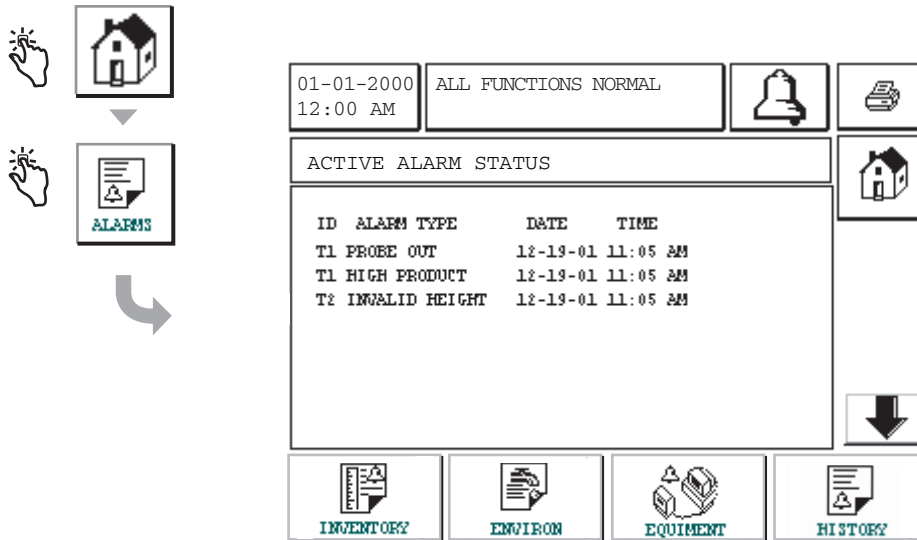 01-01-2000
12:00 AM
ALL FUNCTIONS NORMAL
ACTIVE ALARM STATUS
ALARMS
ID ALARM TYPE DATE TIME
T1 PROBE OUT 12-19-01 11:05 AM
T1 HIGH PRODUCT 12-19-01 11:05 AM
T2 INVALID HEIGHT 12-19-01 11:05 AM
INVENTORY
ENVIRON
EQUIMENT
HISTORY